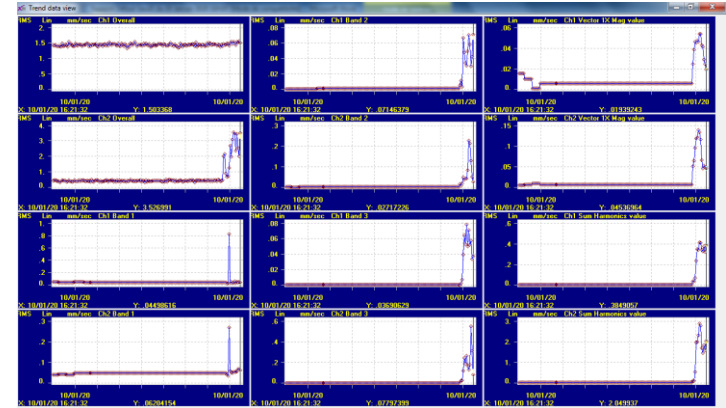 Trend data view
RMS Lin mm/sec Ch1 Overall
2.
1.5
1.
.5
0.
10/01/20 10/01/20
X: 10/01/20 16:21:32 Y: 1.503368
RMS Lin mm/sec Ch1 Band 2
.08
.06
.04
.02
0.
10/01/20 10/01/20
X: 10/01/20 16:21:32 Y: .07146379
RMS Lin mm/sec Ch1 Vector 1X Mag value
.06
.04
.02
0.
10/01/20 10/01/20
X: 10/01/20 16:21:32 Y: .01939243
RMS Lin mm/sec Ch2 Overall
4.
3.
2.
1.
0.
10/01/20 10/01/20
X: 10/01/20 16:21:32 Y: 3.526991
RMS Lin mm/sec Ch2 Band 2
.3
.2
.1
0.
10/01/20 10/01/20
X: 10/01/20 16:21:32 Y: .02717226
RMS Lin mm/sec Ch2 Vector 1X Mag value
.15
.1
.05
0.
10/01/20 10/01/20
X: 10/01/20 16:21:32 Y: .04536964
RMS Lin mm/sec Ch1 Band 1
1.
.8
.6
.4
.2
0.
10/01/20 10/01/20
X: 10/01/20 16:21:32 Y: .04498616
RMS Lin mm/sec Ch1 Band 3
.08
.06
.04
.02
0.
10/01/20 10/01/20
X: 10/01/20 16:21:32 Y: .03690629
RMS Lin mm/sec Ch1 Sum Harmonics value
.6
.4
.2
0.
10/01/20 10/01/20
X: 10/01/20 16:21:32 Y: .3849057
RMS Lin mm/sec Ch2 Band 1
.3
.2
.1
0.
10/01/20 10/01/20
X: 10/01/20 16:21:32 Y: .06204154
RMS Lin mm/sec Ch2 Band 3
.6
.4
.2
0.
10/01/20 10/01/20
X: 10/01/20 16:21:32 Y: .07797399
RMS Lin mm/sec Ch2 Sum Harmonics value
3.
2.
1.
0.
10/01/20 10/01/20
X: 10/01/20 16:21:32 Y: 2.049937